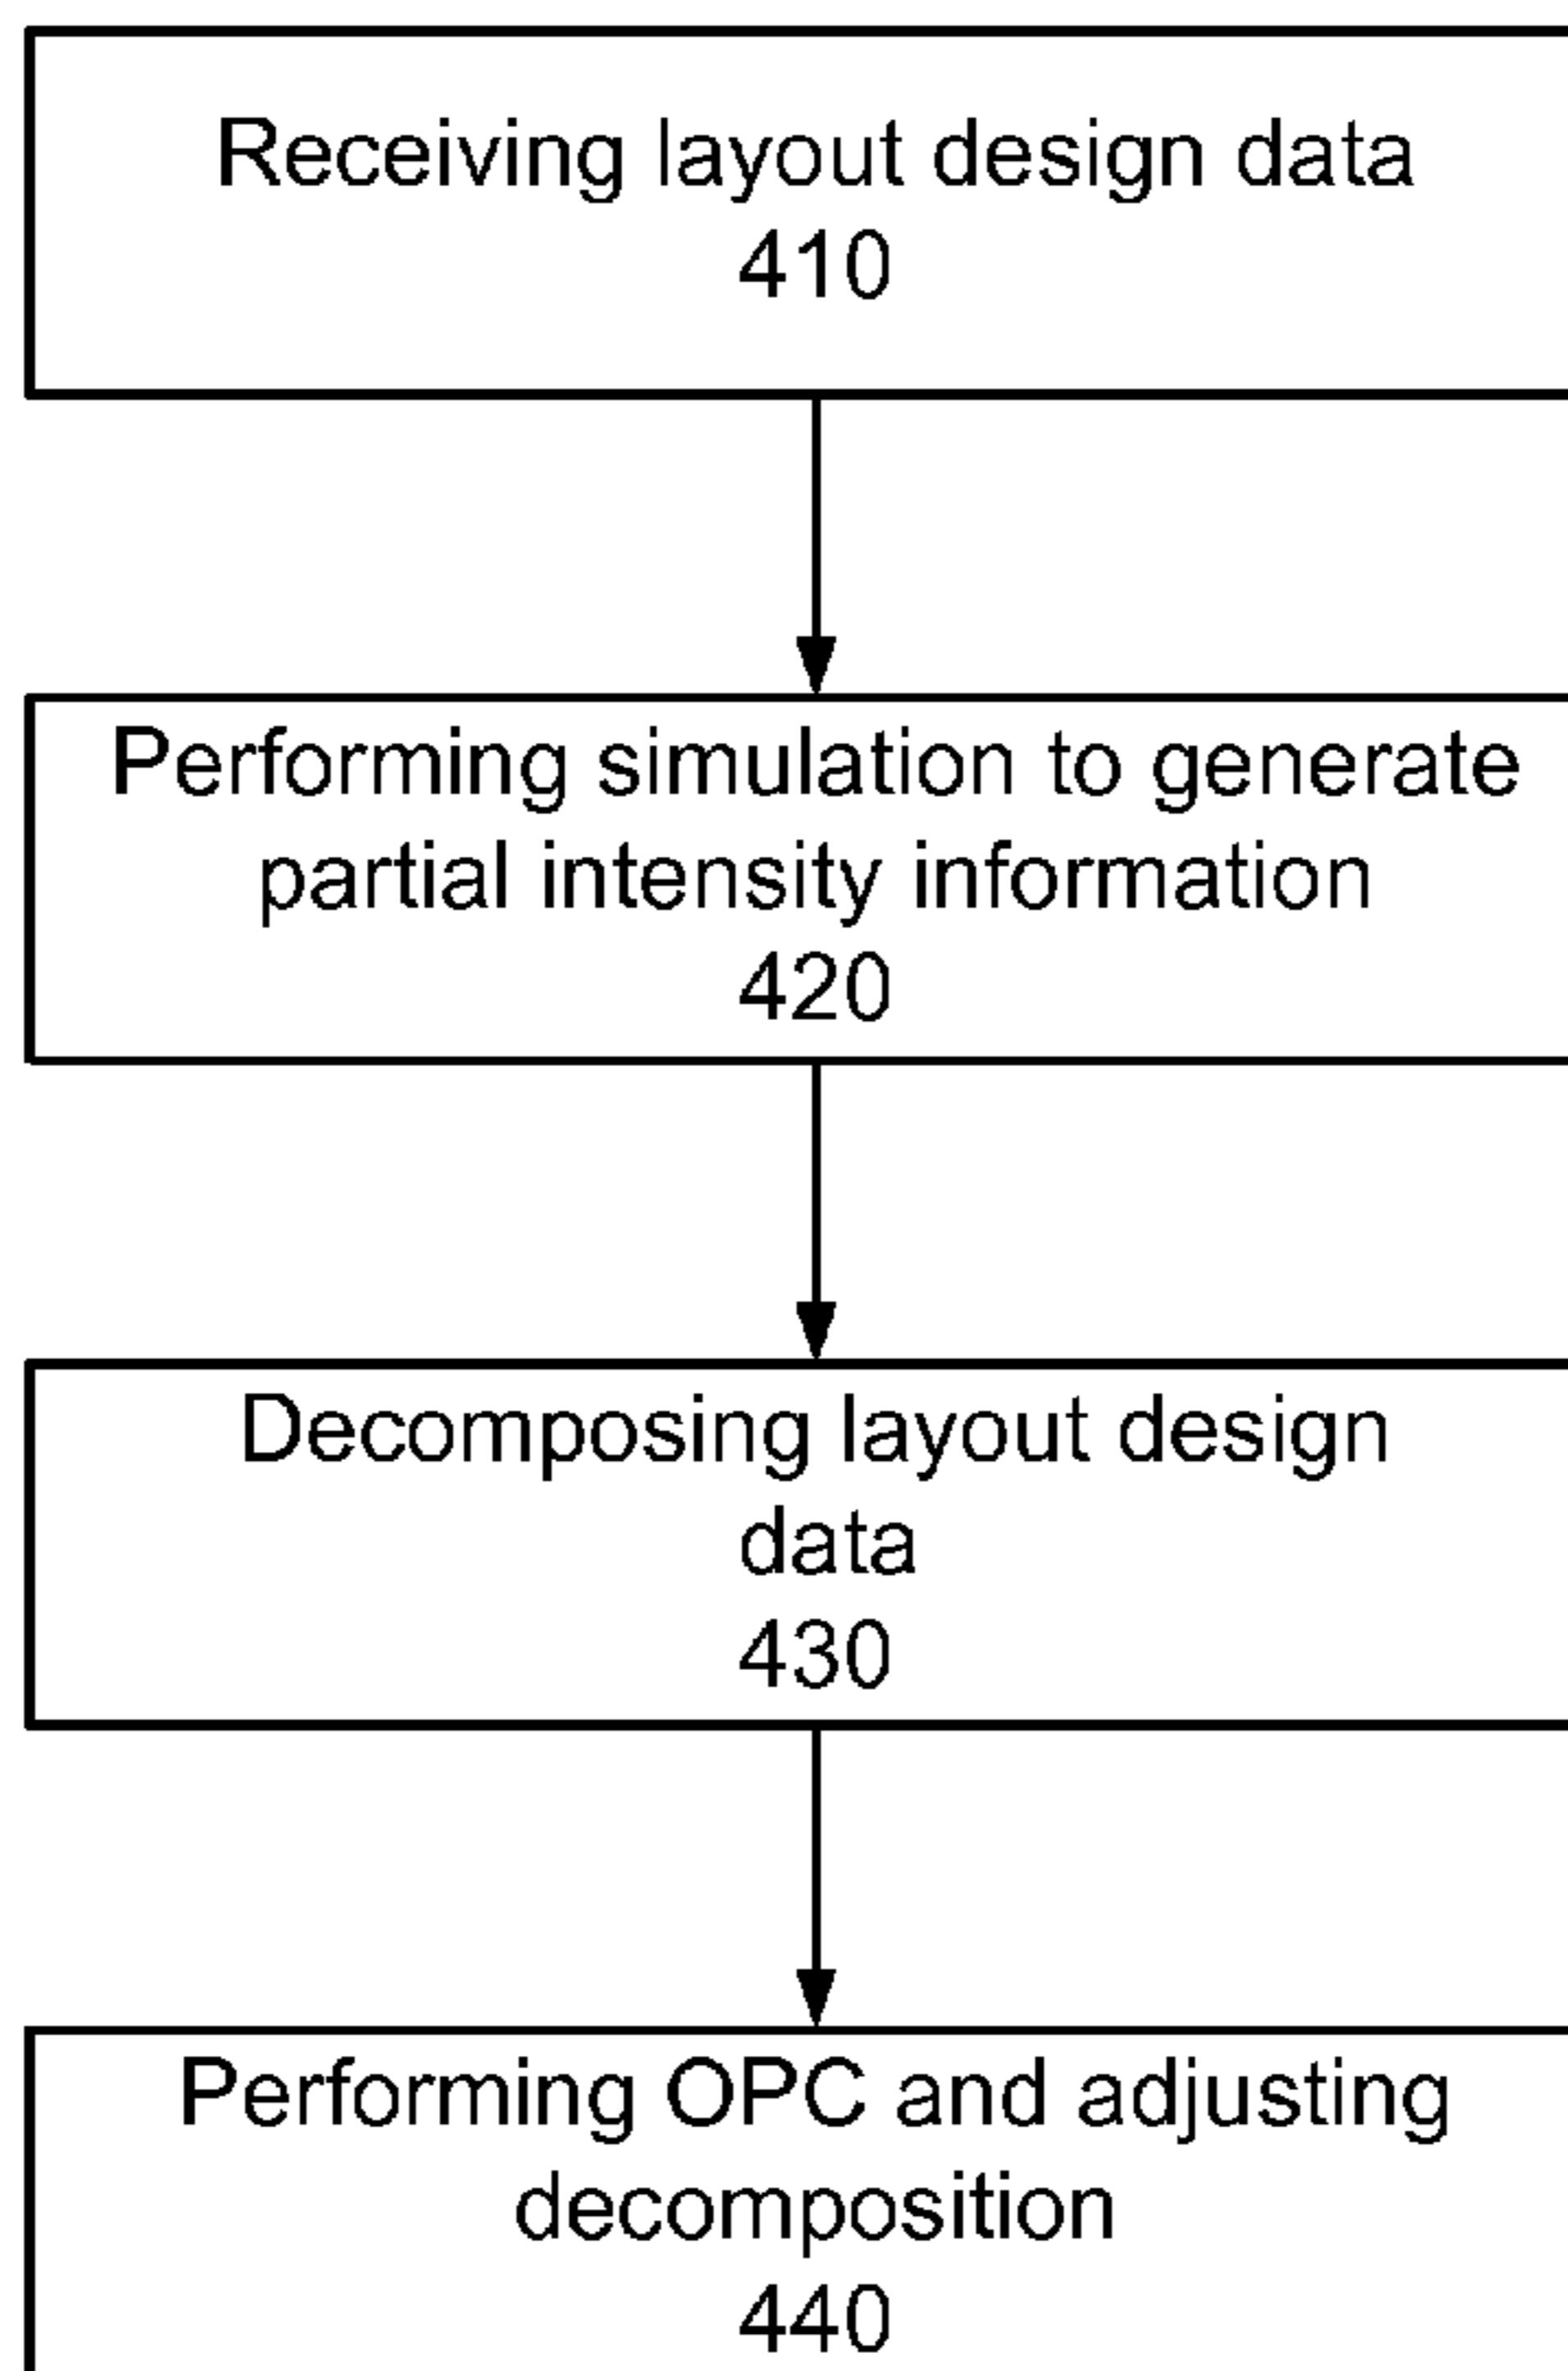 Receiving layout design data
410
Performing simulation to generate
partial intensity information
420
Decomposing layout design
data
430
Performing OPC and adjusting
decomposition
440